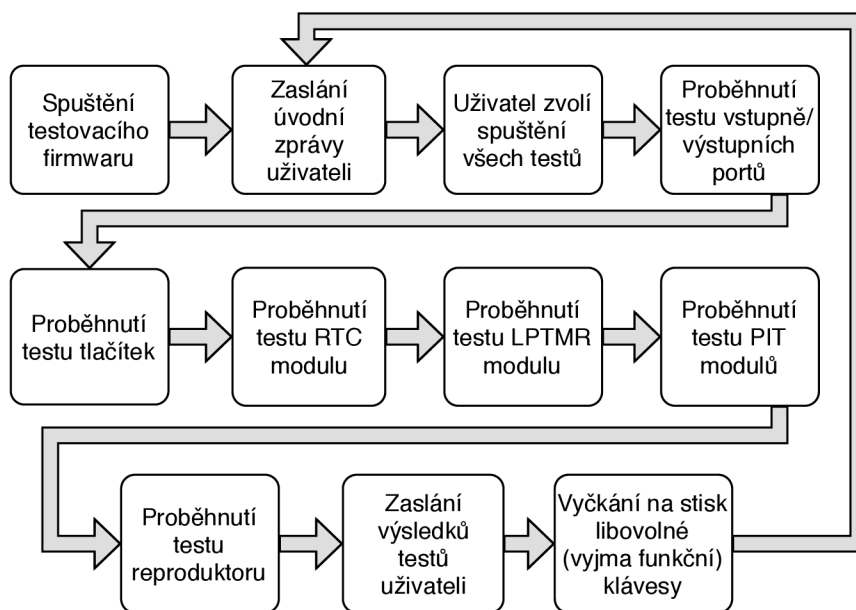 Spuštění
testovacího
firmwaru
Zaslání
úvodní
zprávy
uživateli
Uživatel zvolí
spuštění
všech testů
Proběhnutí
testu vstupně/
výstupních
portů
Proběhnutí
testu tlačítek
Proběhnutí
testu RTC
modulu
Proběhnutí
testu LPTMR
modulu
Proběhnutí
testu PIT
modulů
Proběhnutí
testu
reproduktoru
Zaslání
výsledků
testů
uživateli
Vyčkání na stisk
libovolné
(vyjma funkční)
klávesy